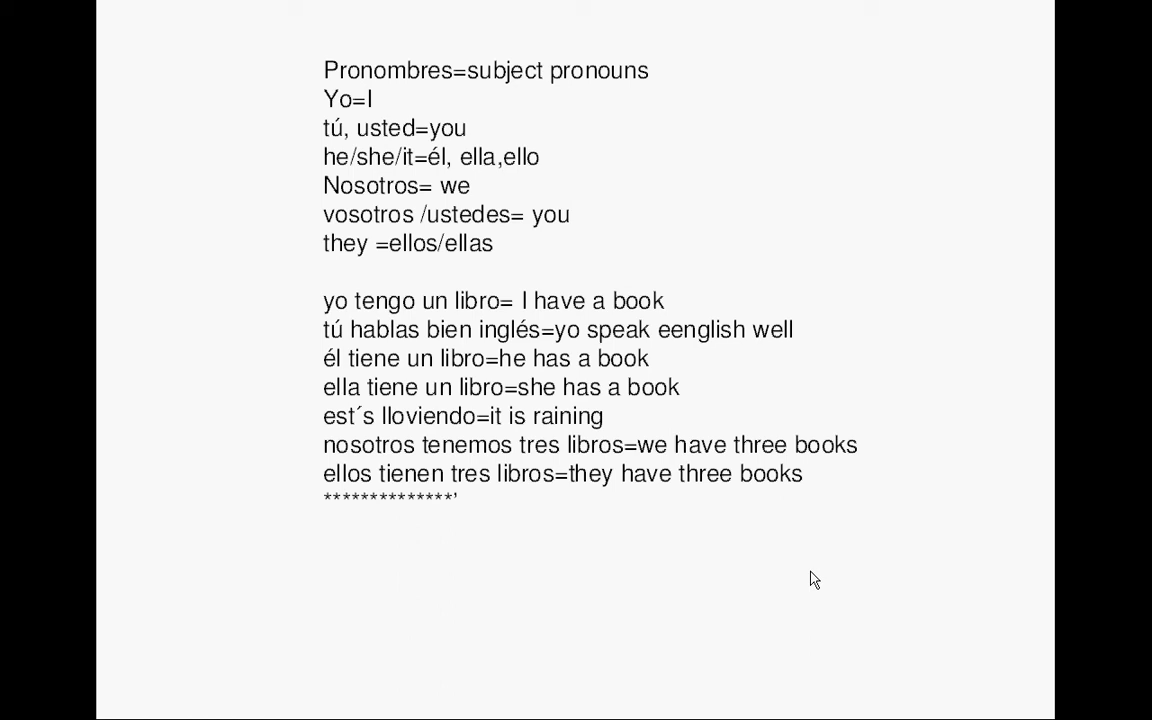 Pronombres=subject pronouns
Yo=I
tú, usted=you
he/she/it=él, ella,ello
Nosotros= we
vosotros /ustedes= you
they =ellos/ellas
yo tengo un libro= I have a book
tú hablas bien inglés=yo speak eenglish well
él tiene un libro=he has a book
ella tiene un libro=she has a book
est´s lloviendo=it is raining
nosotros tenemos tres libros=we have three books
ellos tienen tres libros=they have three books
**************’